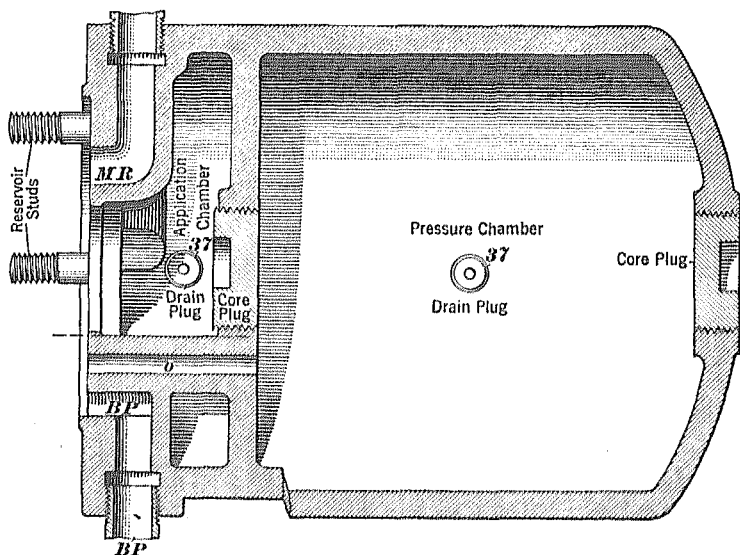 MR
Reservoir
Studs
Application
Chamber
37
Drain
Plug
Core
Plug
Pressure Chamber
37
Drain Plug
Core Plug
o
BP
BP